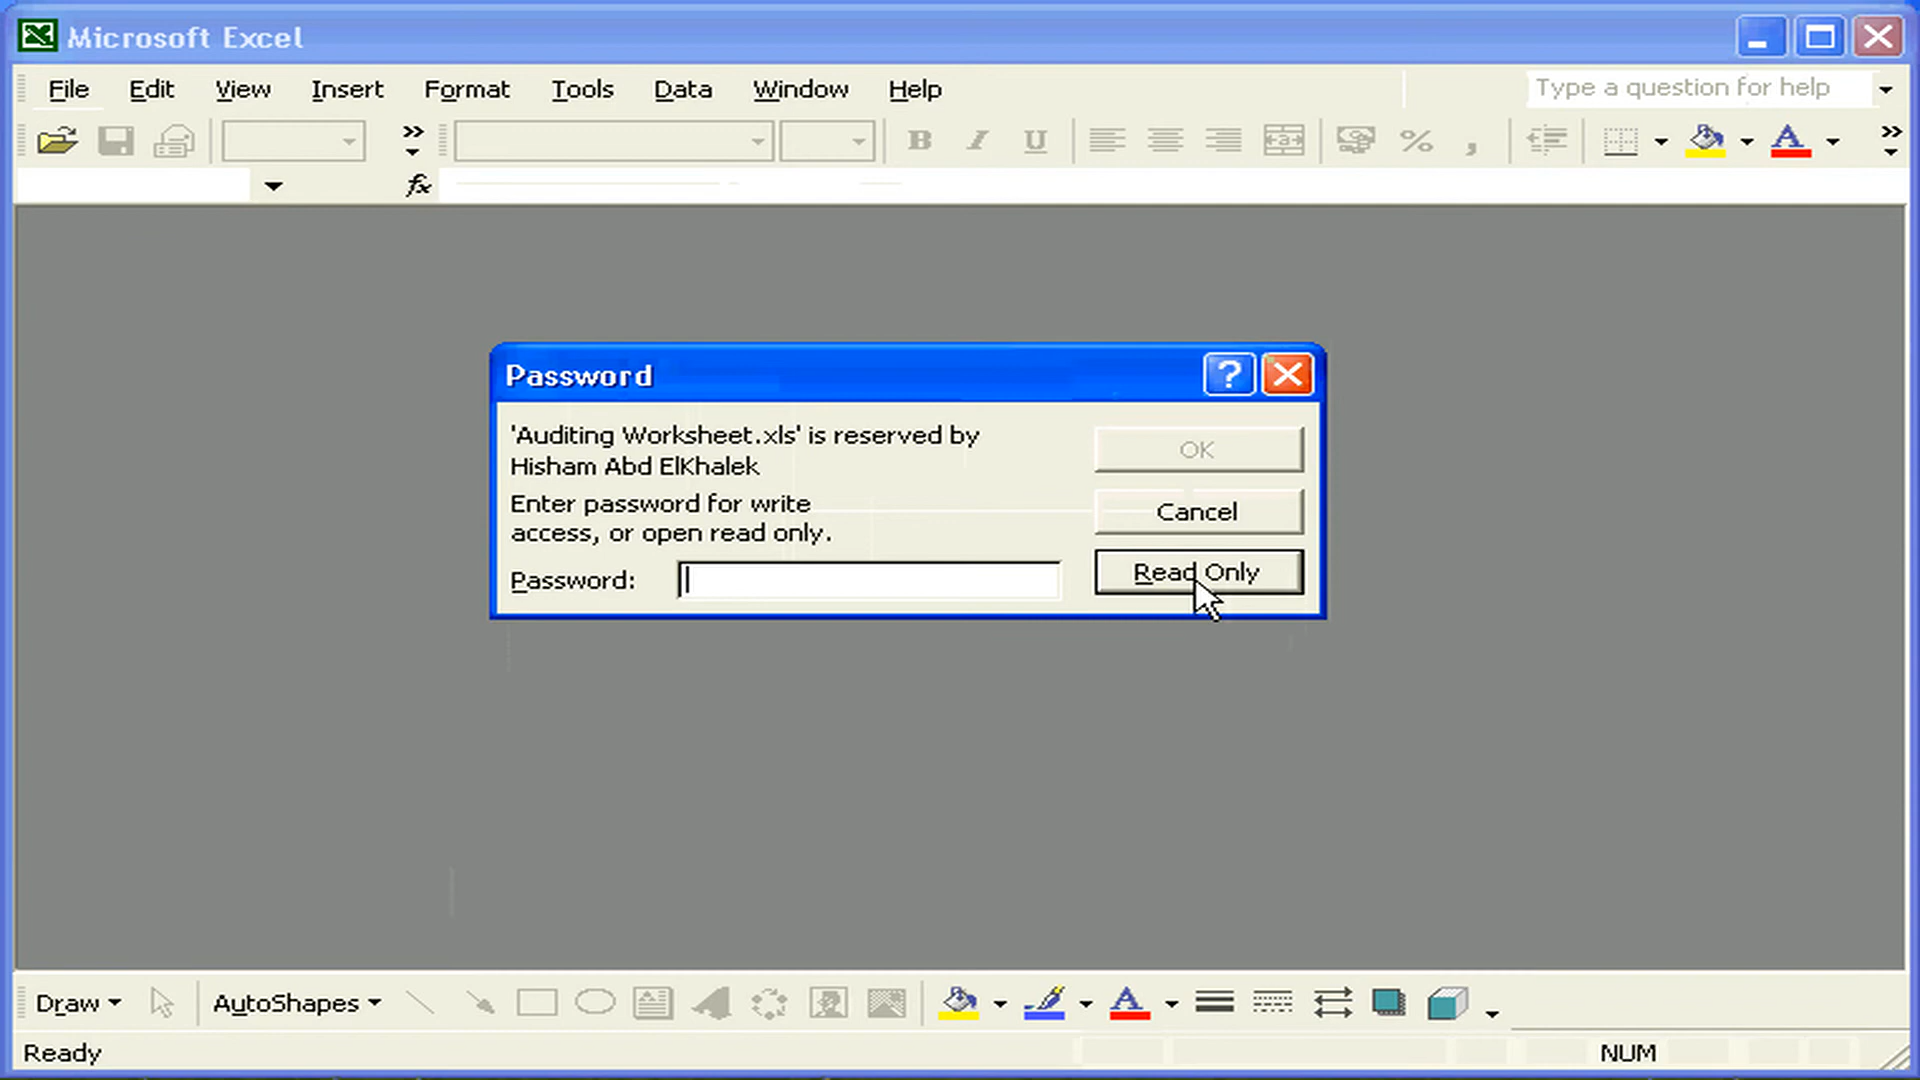 Microsoft Excel
File Edit View Insert Format Tools Data Window Help Type a question for help
B I U a % , A
fx
Password
'Auditing Worksheet.xls' is reserved by
Hisham Abd ElKhalek
OK
Enter password for write
access, or open read only.
Cancel
Password:
Read Only
Draw AutoShapes A
Ready NUM